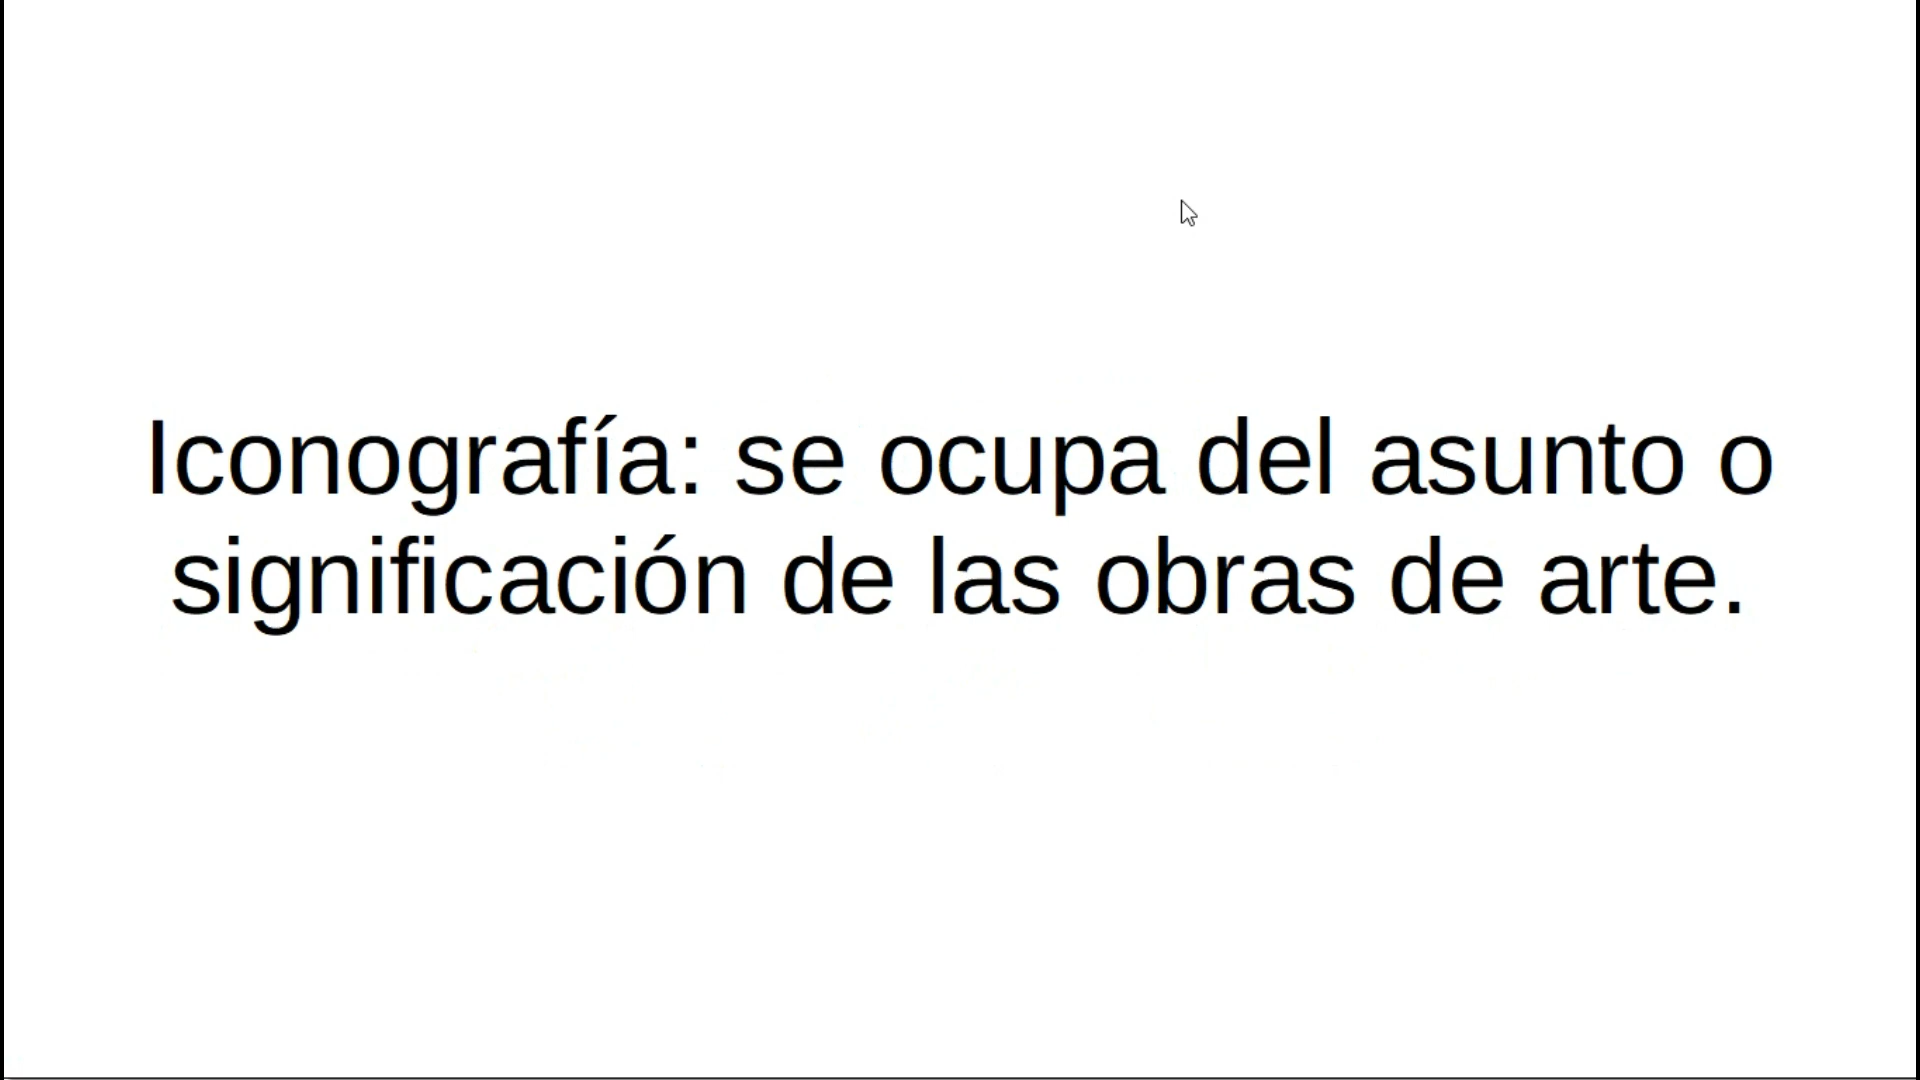 Iconografía: se ocupa del asunto o
significación de las obras de arte.